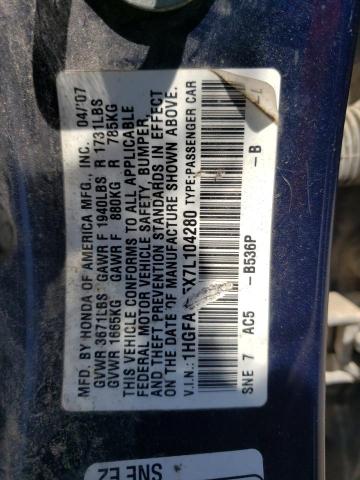 MFD. BY HONDA OF AMERICA MFG., INC. 04/'07
GVWR 3671LBS GAWR F 1940LBS R 1731LBS
GVWR 1665KG GAWR F 880KG R 785KG
THIS VEHICLE CONFORMS TO ALL APPLICABLE
FEDERAL MOTOR VEHICLE SAFETY, BUMPER,
AND THEFT PREVENTION STANDARDS IN EFFECT
ON THE DATE OF MANUFACTURE SHOWN ABOVE.
V.I.N.: 1HGFA X7L104280 TYPE:PASSENGER CAR
SNE 7 AC5 -B536P -B
SNE EZ